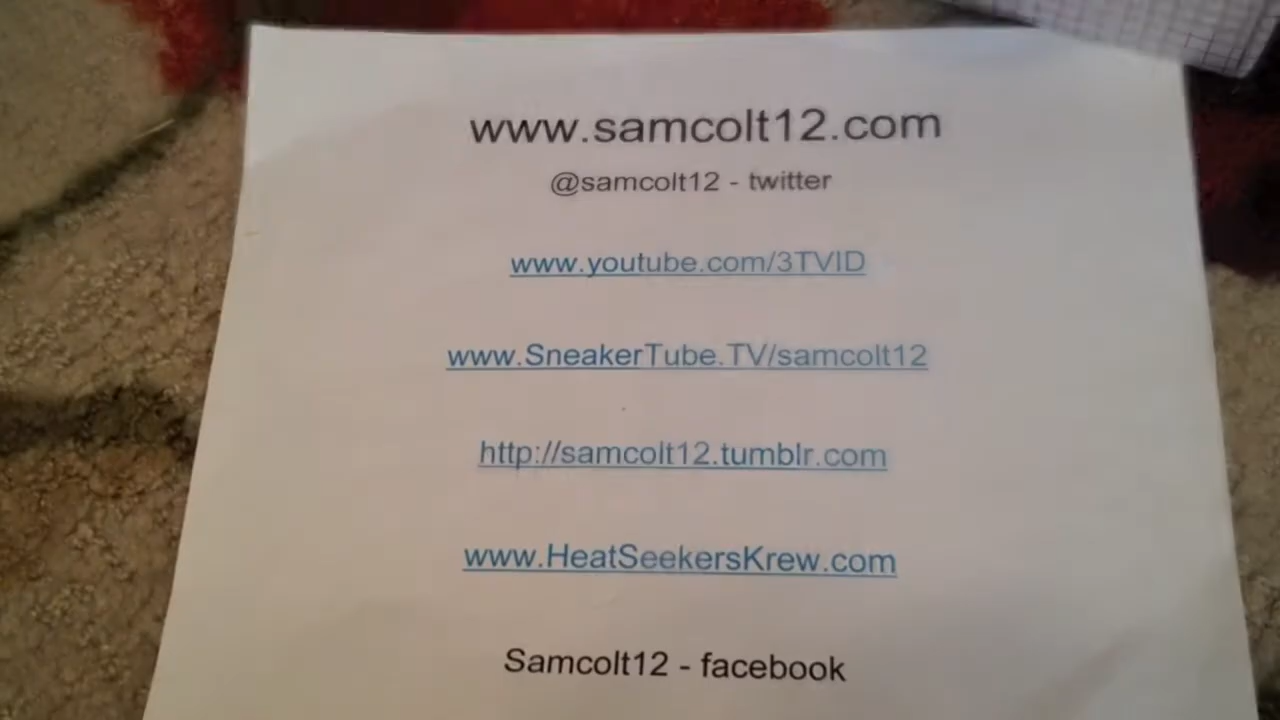 www.samcolt12.com
@samcolt12 - twitter
www.youtube.com/3TVID
www.SneakerTube.TV/samcolt12
http://samcolt12.tumblr.com
www.HeatSeekersKrew.com
Samcolt12 - facebook